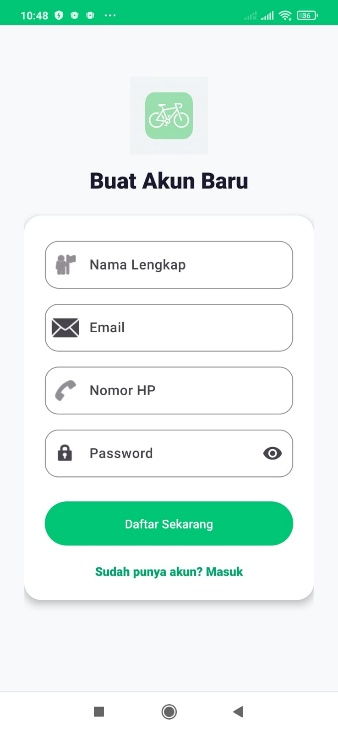 10:48
36
Buat Akun Baru
Nama Lengkap
Email
Nomor HP
Password
Daftar Sekarang
Sudah punya akun? Masuk